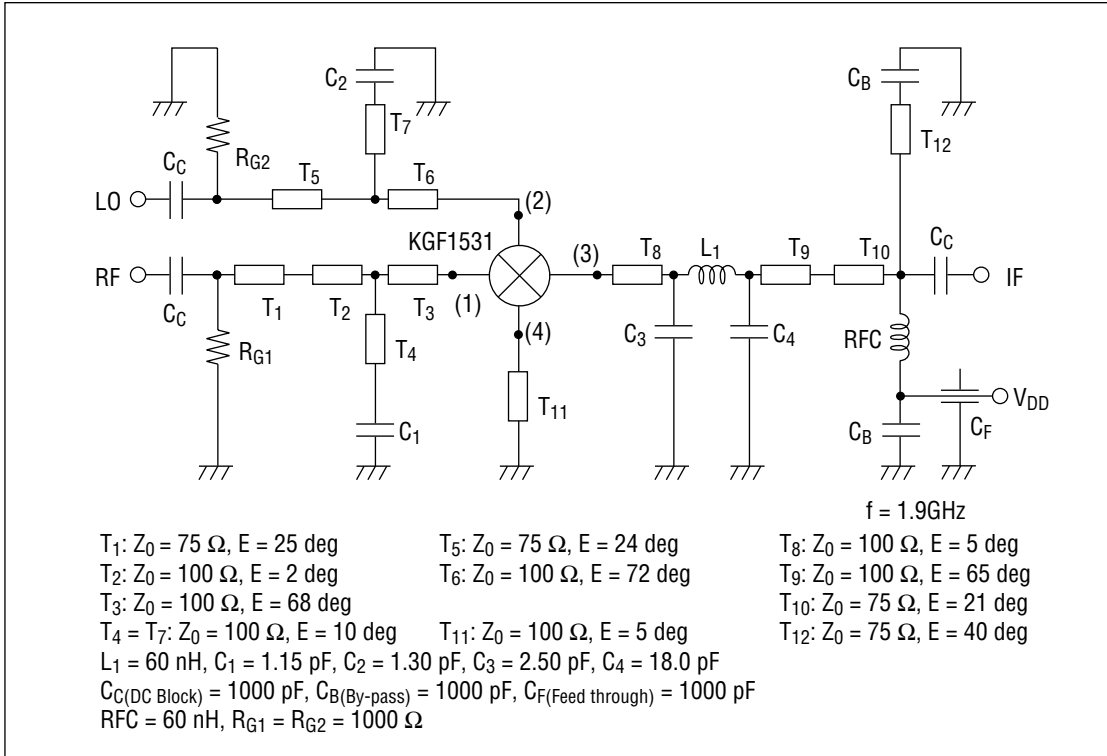 C2
CB
T7
T12
RG2
CC
T5
T6
CC
LO
(2)
KGF1531
(3)
T8
L1
T9
T10
RF
IF
CC
T1
T2
T3
(1)
(4)
C3
C4
RFC
RG1
T4
T11
VDD
C1
CB
CF
f = 1.9GHz
T1: Z0 = 75 Ω, E = 25 deg
T5: Z0 = 75 Ω, E = 24 deg
T8: Z0 = 100 Ω, E = 5 deg
T2: Z0 = 100 Ω, E = 2 deg
T6: Z0 = 100 Ω, E = 72 deg
T9: Z0 = 100 Ω, E = 65 deg
T3: Z0 = 100 Ω, E = 68 deg
T10: Z0 = 75 Ω, E = 21 deg
T4 = T7: Z0 = 100 Ω, E = 10 deg
T11: Z0 = 100 Ω, E = 5 deg
T12: Z0 = 75 Ω, E = 40 deg
L1 = 60 nH, C1 = 1.15 pF, C2 = 1.30 pF, C3 = 2.50 pF, C4 = 18.0 pF
CC(DC Block) = 1000 pF, CB(By-pass) = 1000 pF, CF(Feed through) = 1000 pF
RFC = 60 nH, RG1 = RG2 = 1000 Ω